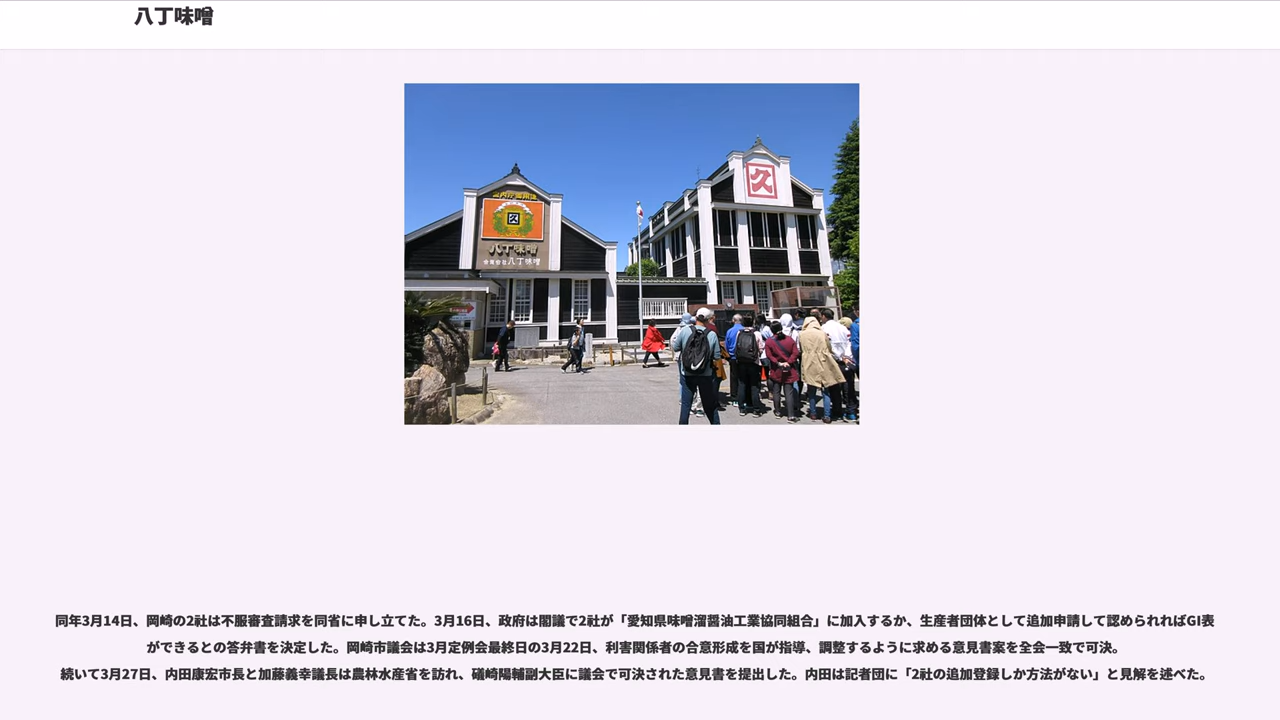 八丁味噌
久
八丁味噌
八丁味噌
久
同年3月14日、岡崎の2社は不服審査請求を同省に申し立てた。3月16日、政府は閣議で2社が「愛知県味噌溜醤油工業協同組合」に加入するか、生産者団体として追加申請して認められればGI表
ができるとの答弁書を決定した。岡崎市議会は3月定例会最終日の3月22日、利害関係者の合意形成を国が指導、調整するように求める意見書案を全会一致で可決。
続いて3月27日、内田康宏市長と加藤義幸議長は農林水産省を訪れ、礒崎陽輔副大臣に議会で可決された意見書を提出した。内田は記者団に「2社の追加登録しか方法がない」と見解を述べた。